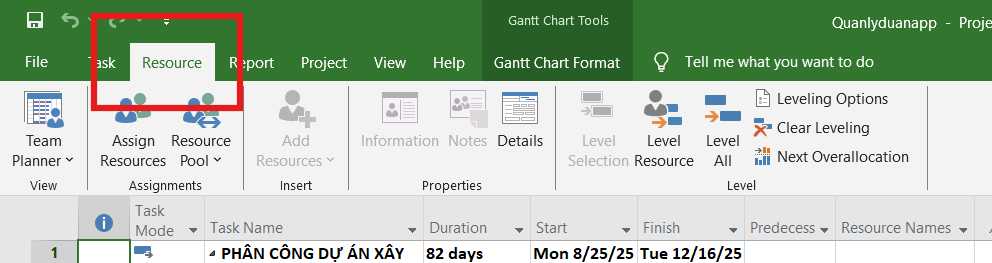 Gantt Chart Tools
Quanlyduanapp - Proje
File Task Resource Report Project View Help Gantt Chart Format Tell me what you want to do
Team Planner
Assign Resources
Resource Pool
Add Resources
Information
Notes
Details
Level Selection
Level Resource
Level All
Leveling Options
Clear Leveling
Next Overallocation
View Assignments Insert Properties Level
Task Mode
Task Name Duration Start Finish Predecess Resource Names
1 PHÂN CÔNG DỰ ÁN XÂY 82 days Mon 8/25/25 Tue 12/16/25